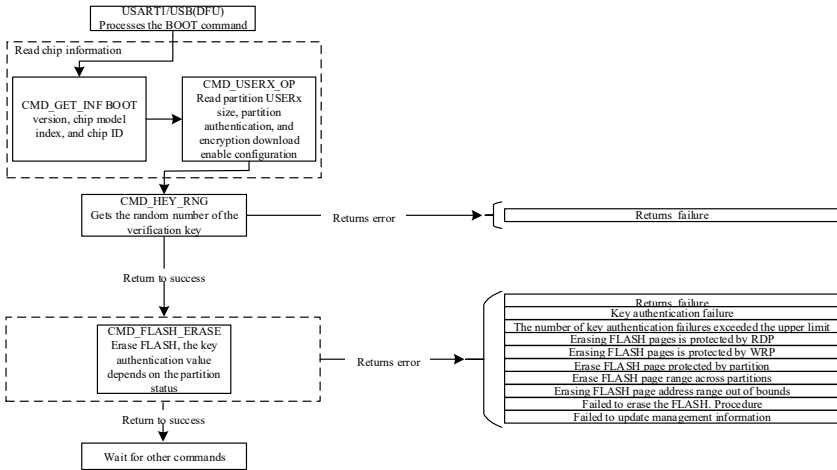 USART1/USB(DFU)
Processes the BOOT command
Read chip information
CMD_GET_INF BOOT
version, chip model
index, and chip ID
CMD_USERX_OP
Read partition USERx
size, partition
authentication, and
encryption download
enable configuration
CMD_HEY_RNG
Gets the random number of the
verification key
Returns error
Returns failure
Return to success
CMD_FLASH_ERASE
Erase FLASH, the key
authentication value
depends on the partition
status
Returns error
Returns failure
Key authentication failure
The number of key authentication failures exceeded the upper limit
Erasing FLASH pages is protected by RDP
Erasing FLASH pages is protected by WRP
Erase FLASH page protected by partition
Erase FLASH page range across partitions
Erasing FLASH page address range out of bounds
Failed to erase the FLASH. Procedure
Failed to update management information
Return to success
Wait for other commands